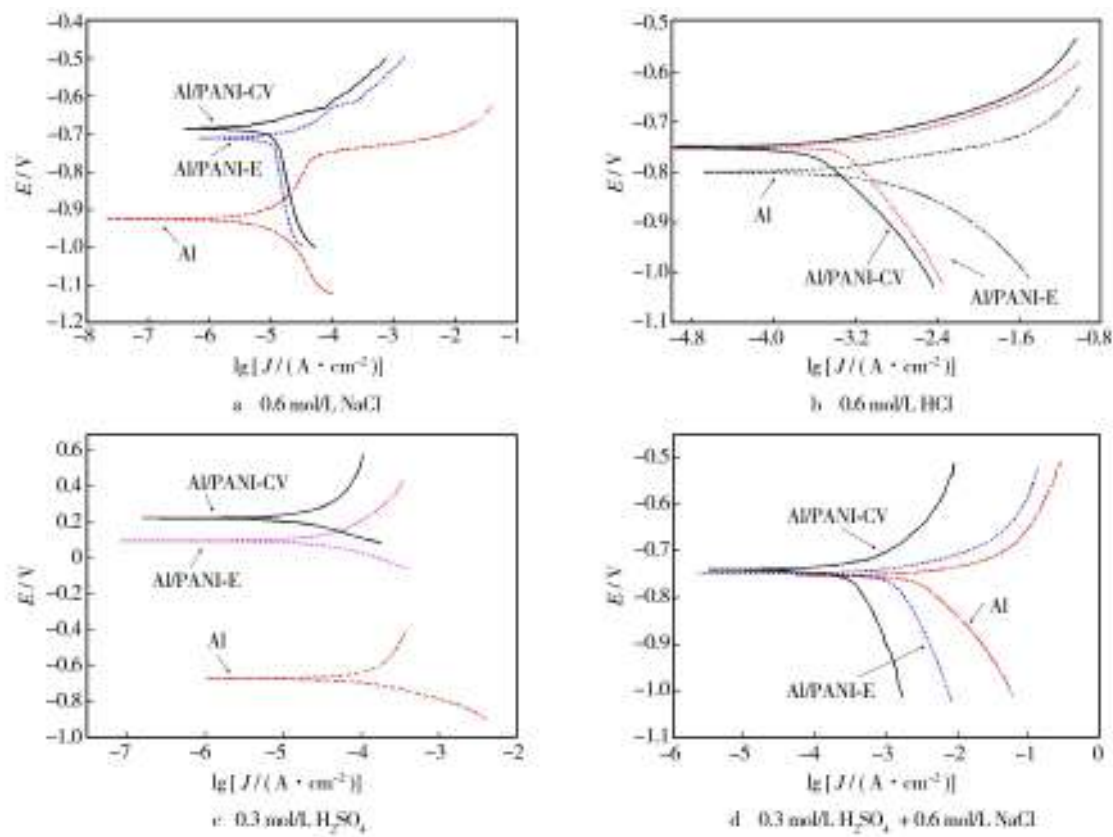 -0.4
-0.5
-0.6
-0.7
-0.8
-0.9
-1.0
-1.1
-1.2
E / V
Al/PANI-CV
Al/PANI-E
Al
-8 -7 -6 -5 -4 -3 -2 -1
lg [ J / ( A · cm⁻² ) ]
a 0.6 mol/L NaCl
-0.5
-0.6
-0.7
-0.8
-0.9
-1.0
-1.1
E / V
Al
Al/PANI-CV
Al/PANI-E
-4.8 -4.0 -3.2 -2.4 -1.6 -0.8
lg [ J / ( A · cm⁻² ) ]
b 0.6 mol/L HCl
0.6
0.4
0.2
0
-0.4
-0.6
-0.8
-1.0
E / V
Al/PANI-CV
Al/PANI-E
Al
-7 -6 -5 -4 -3 -2
lg [ J / ( A · cm⁻² ) ]
c 0.3 mol/L H₂SO₄
-0.5
-0.6
-0.7
-0.8
-0.9
-1.0
-1.1
E / V
Al/PANI-CV
Al
Al/PANI-E
-6 -5 -4 -3 -2 -1 0
lg [ J / ( A · cm⁻² ) ]
d 0.3 mol/L H₂SO₄ + 0.6 mol/L NaCl